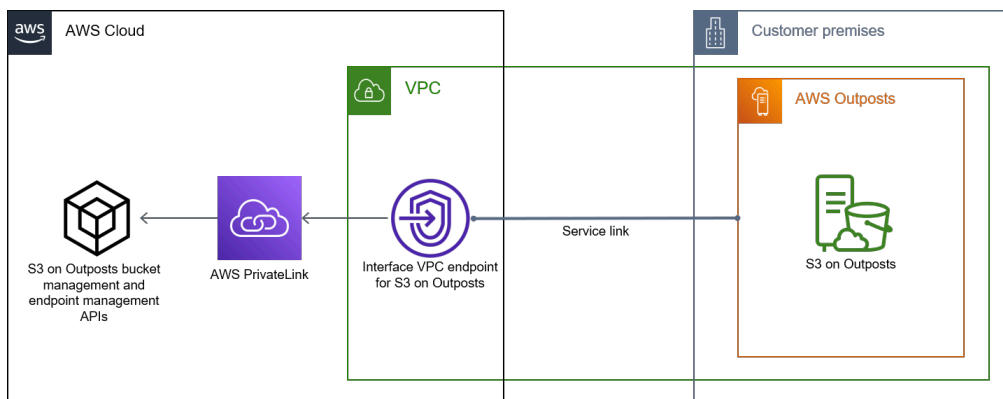 aws
AWS Cloud
Customer premises
VPC
AWS Outposts
Service link
S3 on Outposts bucket
management and
endpoint management
APIs
AWS PrivateLink
Interface VPC endpoint
for S3 on Outposts
S3 on Outposts